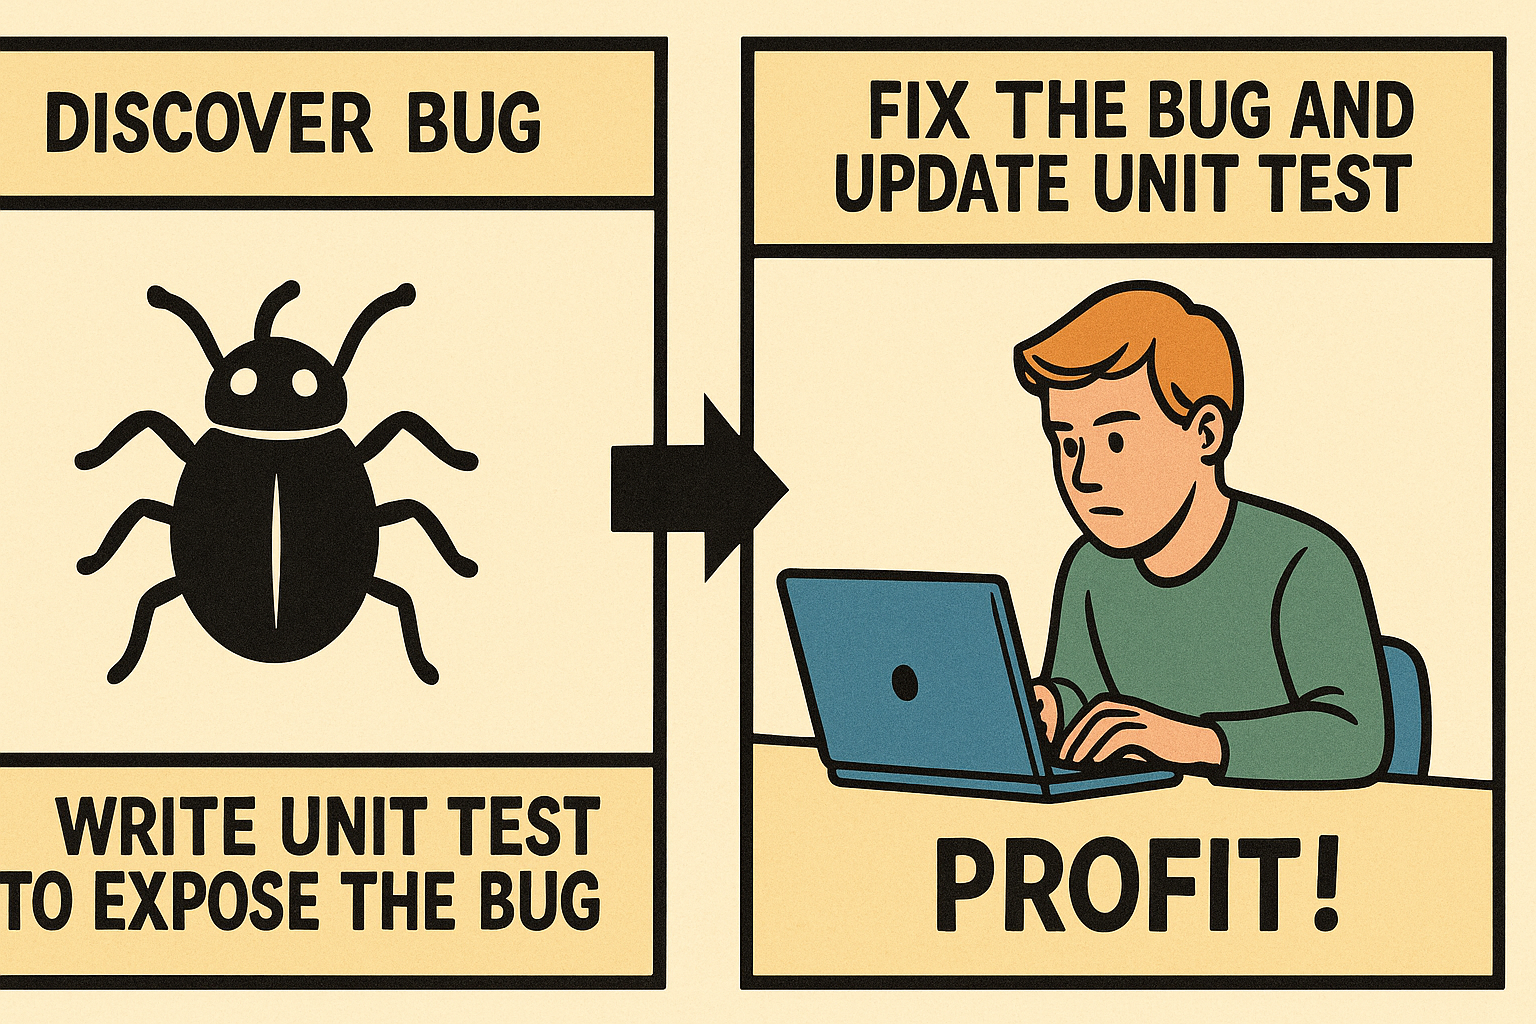 DISCOVER BUG
WRITE UNIT TEST
TO EXPOSE THE BUG
FIX THE BUG AND
UPDATE UNIT TEST
PROFIT!